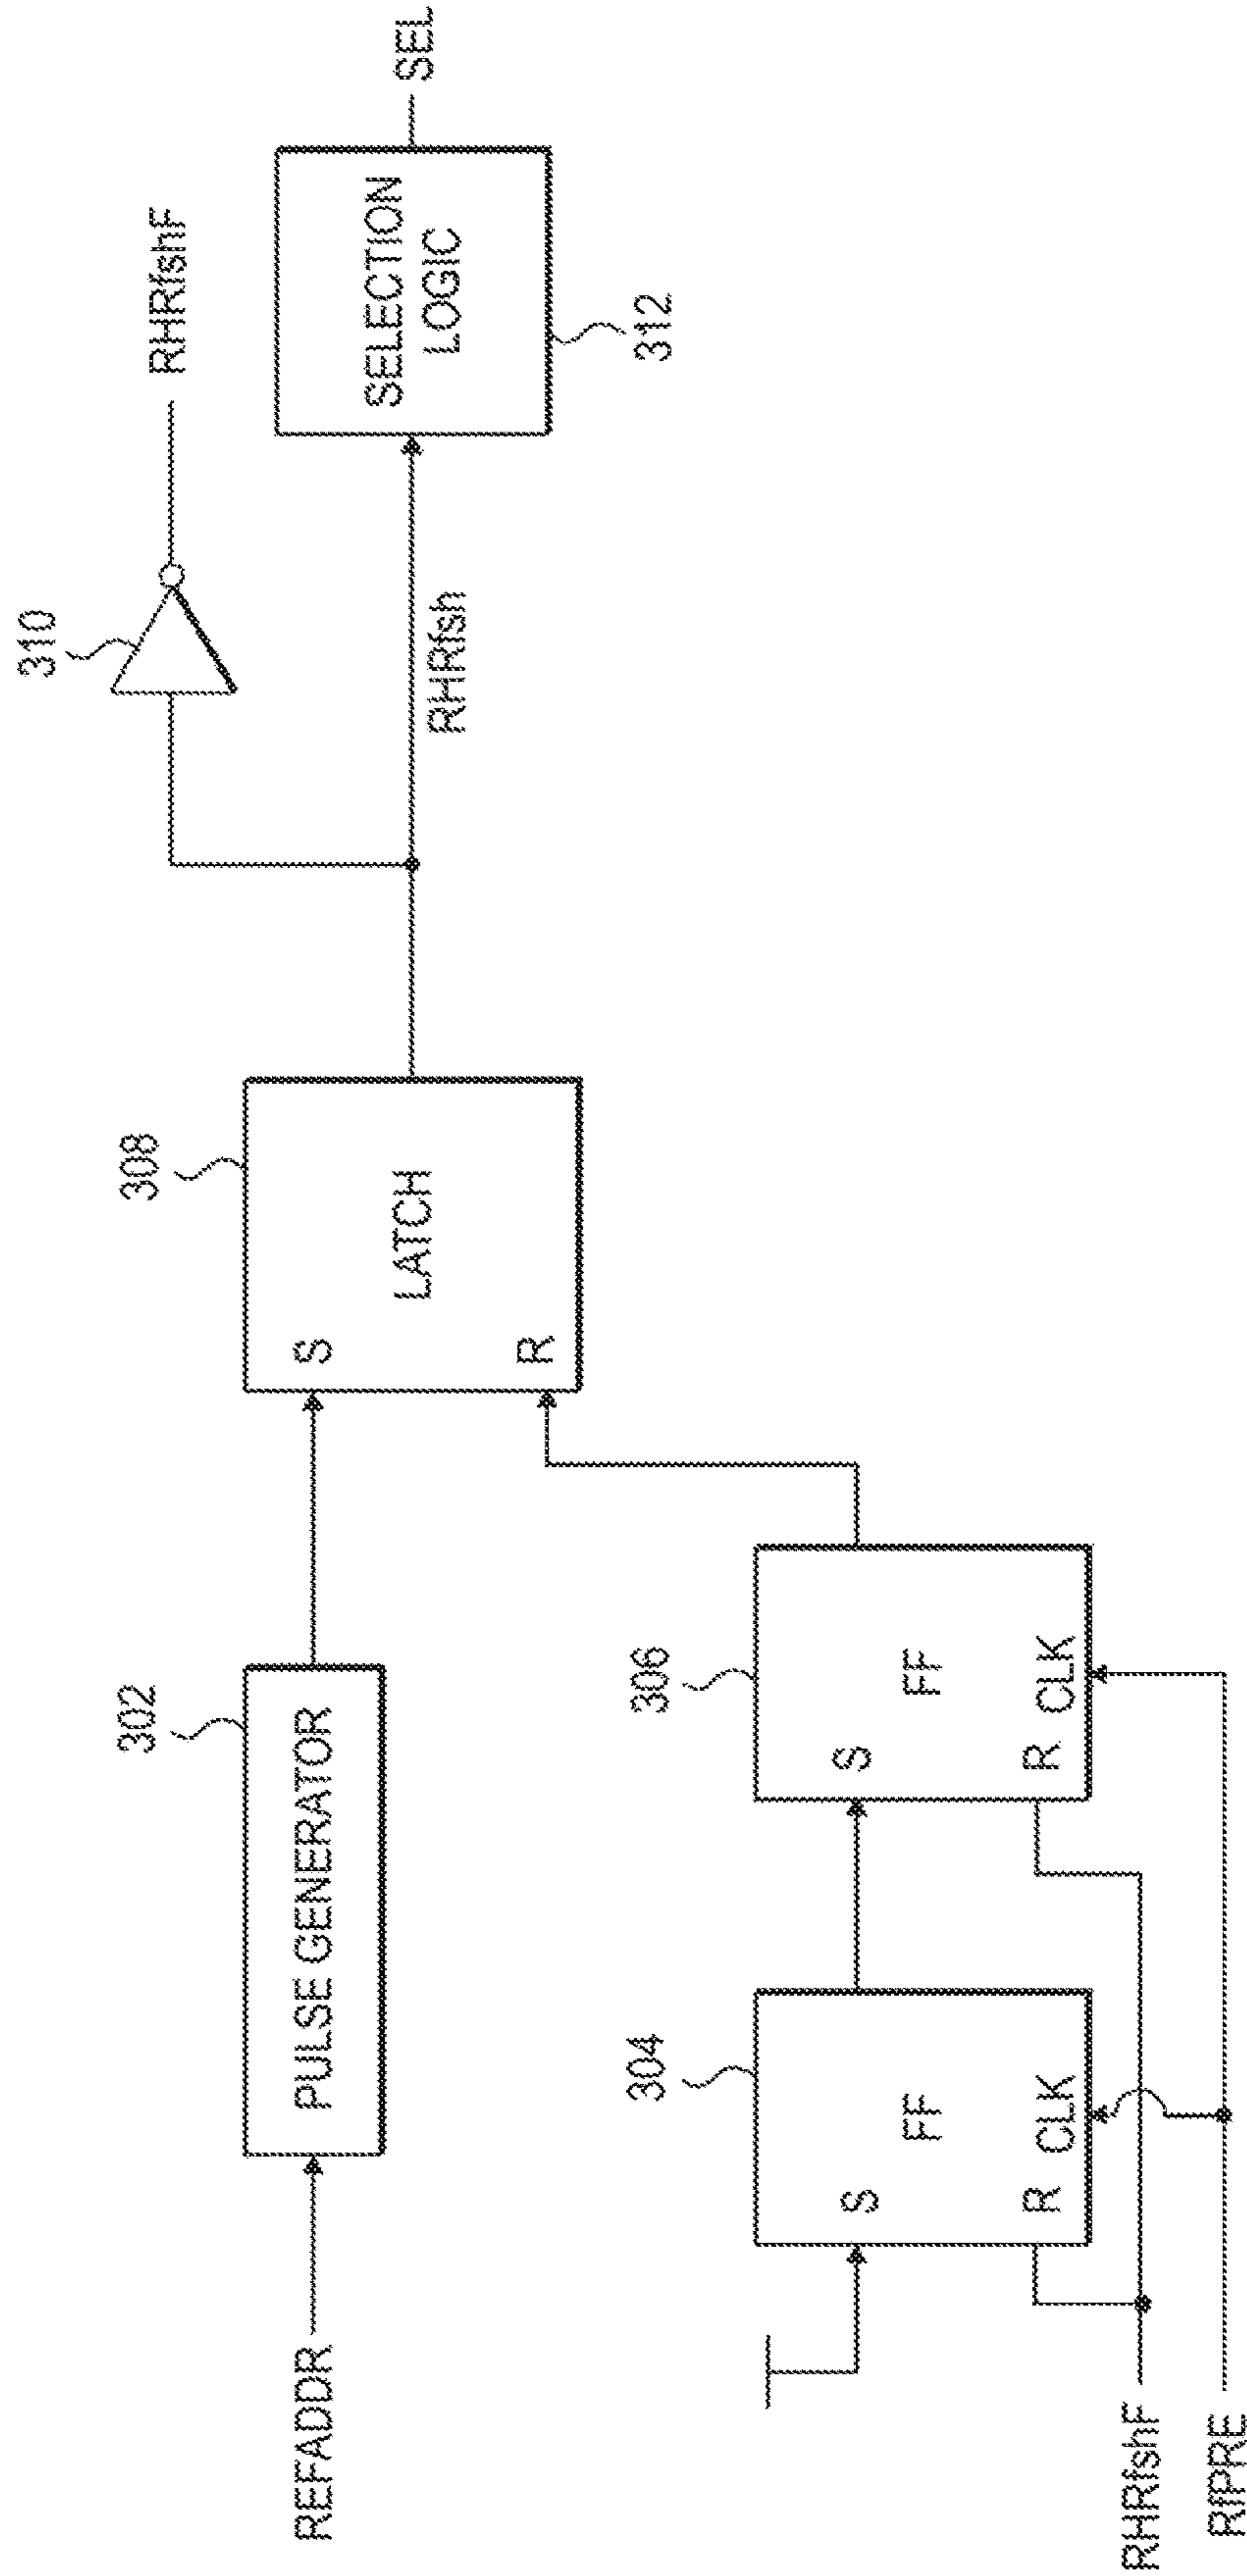 REFADDR
302
PULSE GENERATOR
308
S
LATCH
R
310
RHRfshF
RHRfsh
SELECTION
LOGIC
312
SEL
304
S
FF
R
CLK
306
S
FF
R
CLK
RHRfshF
RfPRE